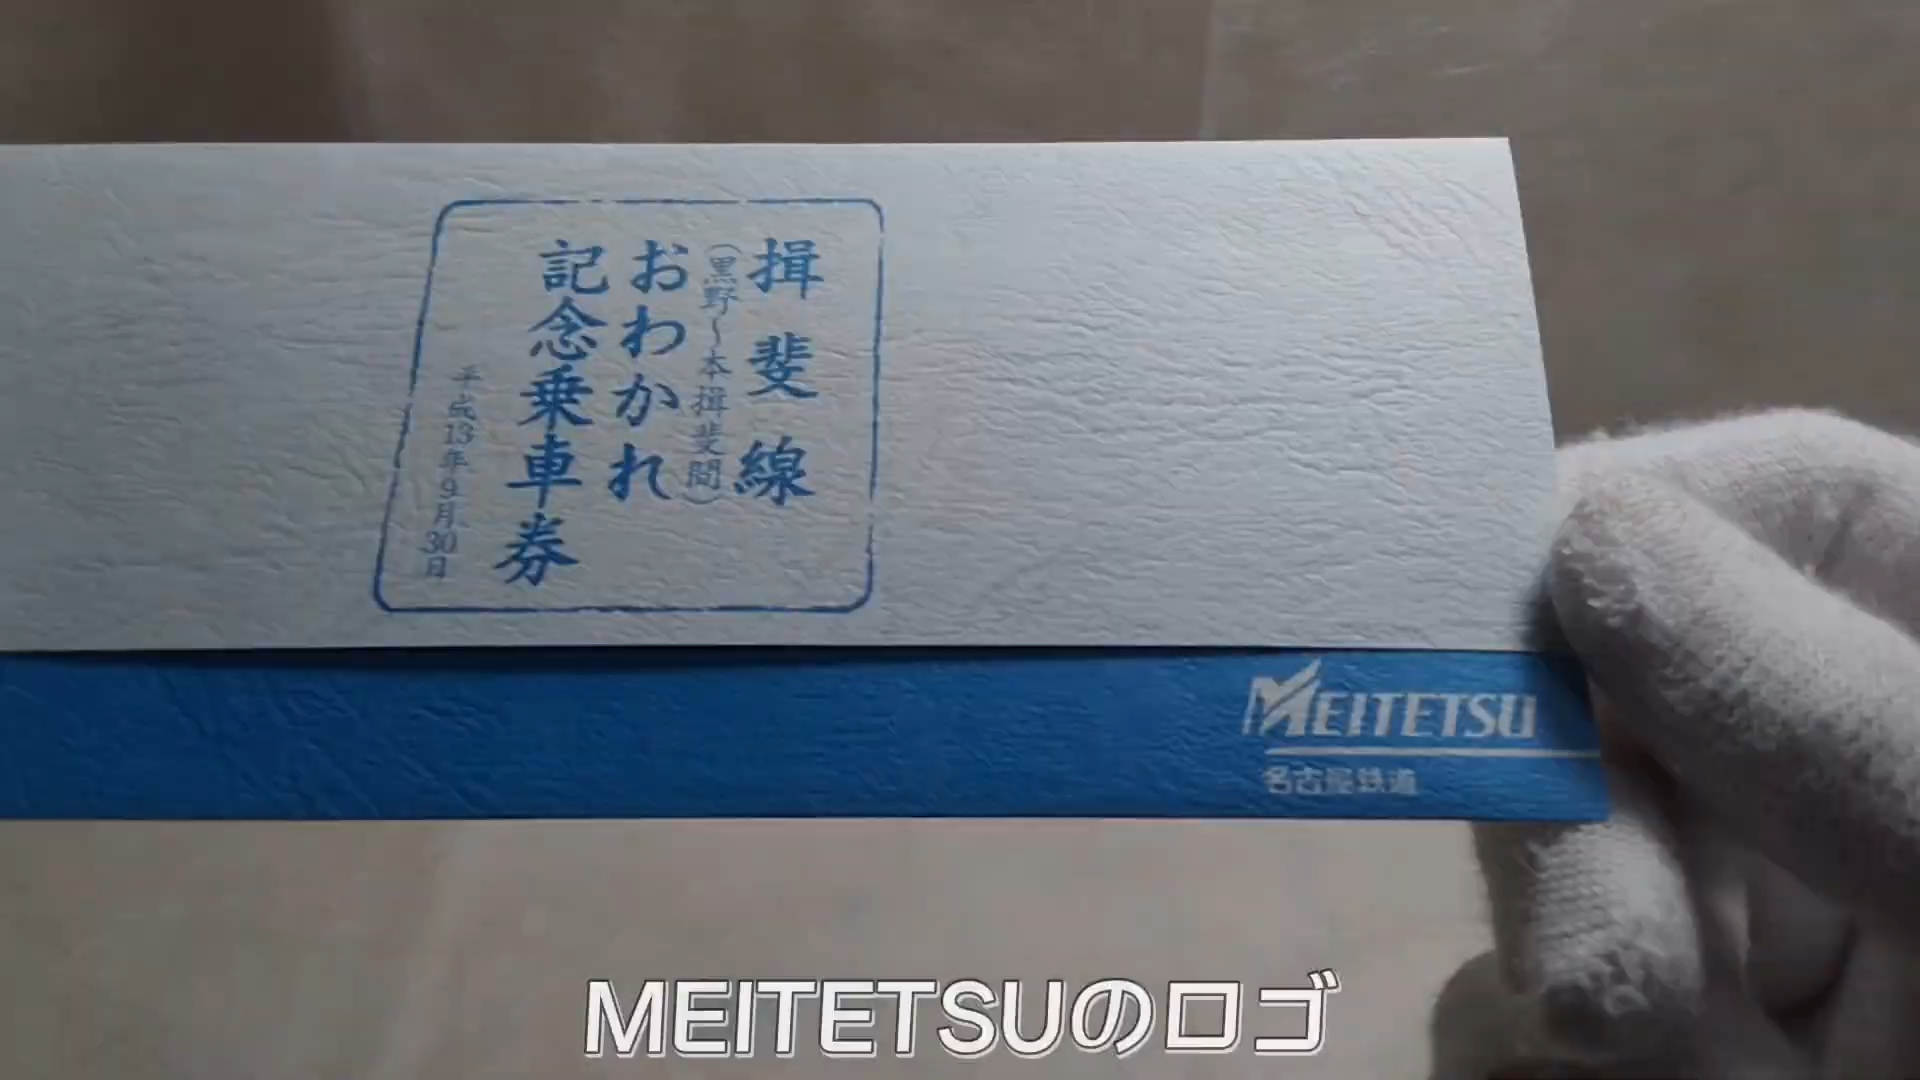 揖斐線
(黒野〜本揖斐間)
おわかれ
記念乗車券
平成13年9月30日
MEITETSU
名古屋鉄道
MEITETSUのロゴ